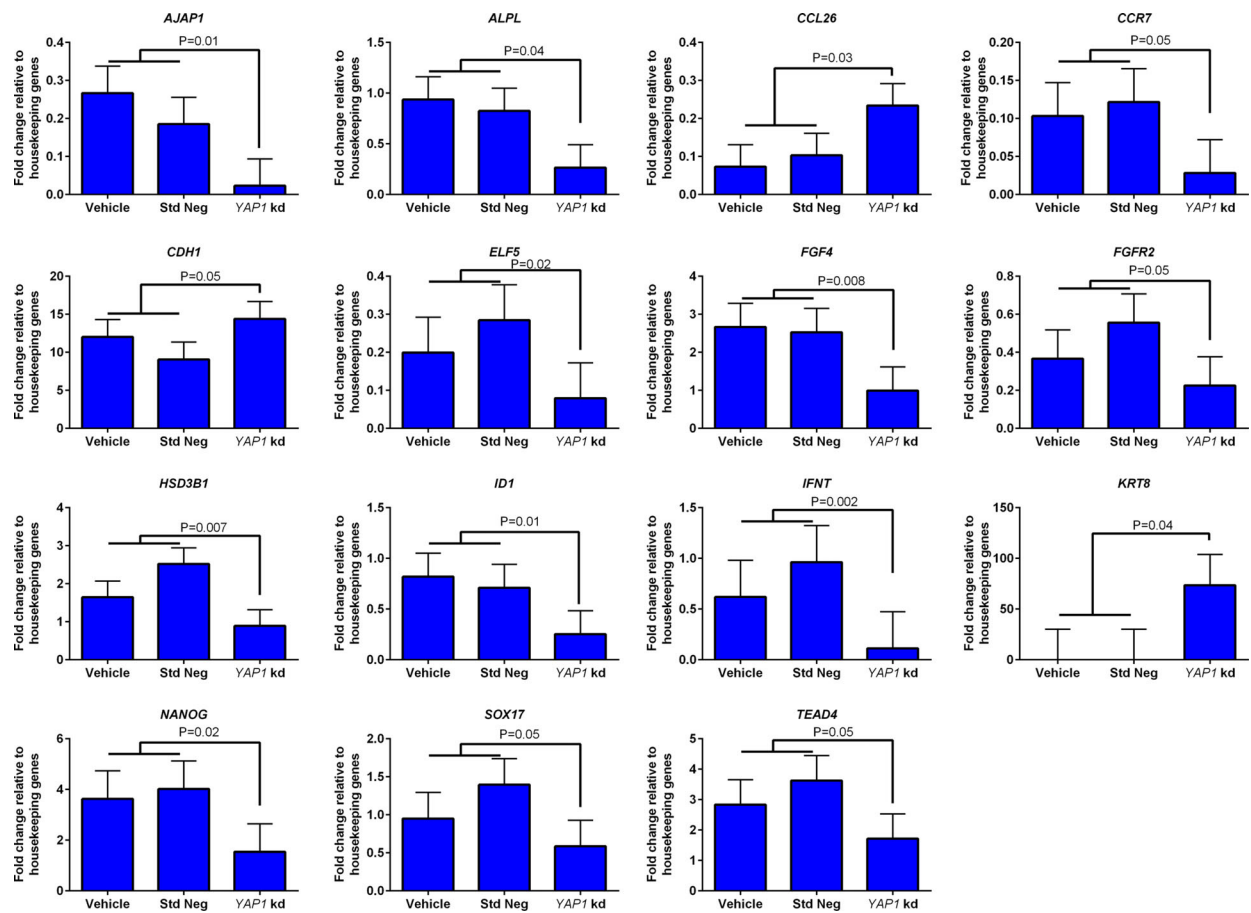 AJAP1
P=0.01
Fold change relative to
housekeeping genes
0.4
0.3
0.2
0.1
0.0
Vehicle Std Neg YAP1 kd
ALPL
P=0.04
Fold change relative to
housekeeping genes
1.5
1.0
0.5
0.0
Vehicle Std Neg YAP1 kd
CCL26
P=0.03
Fold change relative to
housekeeping genes
0.4
0.3
0.2
0.1
0.0
Vehicle Std Neg YAP1 kd
CCR7
P=0.05
Fold change relative to
housekeeping genes
0.20
0.15
0.10
0.05
0.00
Vehicle Std Neg YAP1 kd
CDH1
P=0.05
Fold change relative to
housekeeping genes
20
15
10
5
0
Vehicle Std Neg YAP1 kd
ELF5
P=0.02
Fold change relative to
housekeeping genes
0.4
0.3
0.2
0.1
0.0
Vehicle Std Neg YAP1 kd
FGF4
P=0.008
Fold change relative to
housekeeping genes
4
3
2
1
0
Vehicle Std Neg YAP1 kd
FGFR2
P=0.05
Fold change relative to
housekeeping genes
0.8
0.6
0.4
0.2
0.0
Vehicle Std Neg YAP1 kd
HSD3B1
P=0.007
Fold change relative to
housekeeping genes
4
3
2
1
0
Vehicle Std Neg YAP1 kd
ID1
P=0.01
Fold change relative to
housekeeping genes
1.5
1.0
0.5
0.0
Vehicle Std Neg YAP1 kd
IFNT
P=0.002
Fold change relative to
housekeeping genes
1.5
1.0
0.5
0.0
Vehicle Std Neg YAP1 kd
KRT8
P=0.04
Fold change relative to
housekeeping genes
150
100
50
0
Vehicle Std Neg YAP1 kd
NANOG
P=0.02
Fold change relative to
housekeeping genes
6
4
2
0
Vehicle Std Neg YAP1 kd
SOX17
P=0.05
Fold change relative to
housekeeping genes
2.0
1.5
1.0
0.5
0.0
Vehicle Std Neg YAP1 kd
TEAD4
P=0.05
Fold change relative to
housekeeping genes
5
4
3
2
1
0
Vehicle Std Neg YAP1 kd